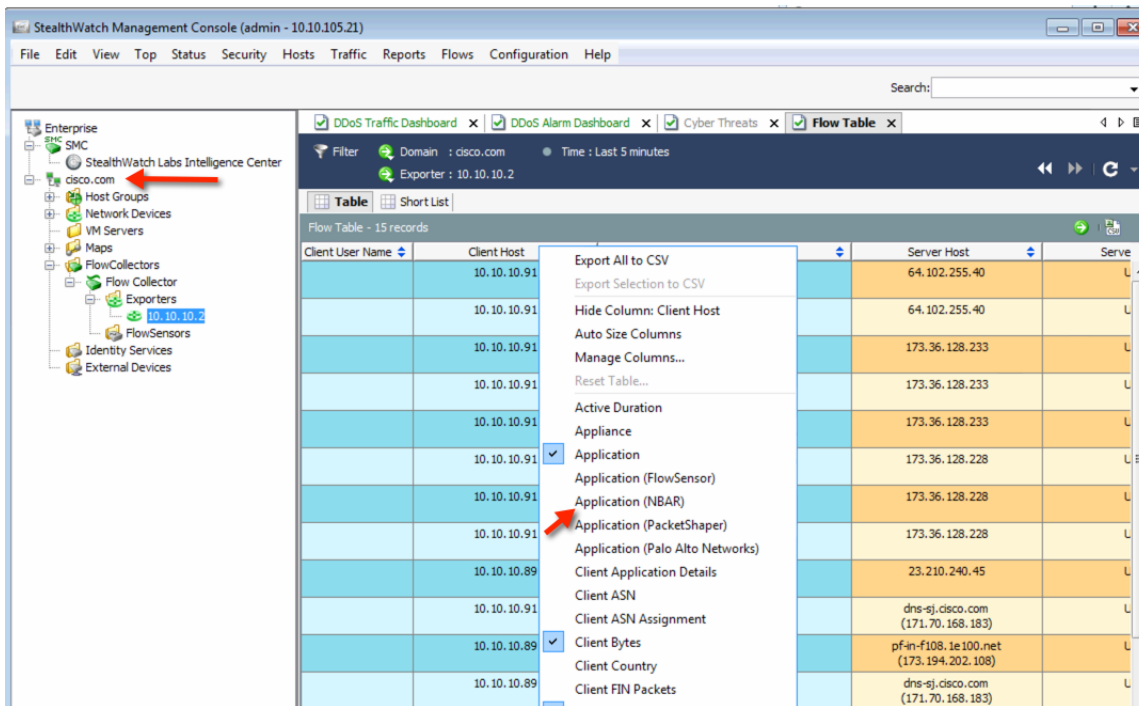 StealthWatch Management Console (admin - 10.10.105.21)
File Edit View Top Status Security Hosts Traffic Reports Flows Configuration Help
Search:
Enterprise
SMC
SMC
StealthWatch Labs Intelligence Center
cisco.com
Host Groups
Network Devices
VM Servers
Maps
FlowCollectors
Flow Collector
Exporters
10.10.10.2
FlowSensors
Identity Services
External Devices
DDoS Traffic Dashboard
DDoS Alarm Dashboard
Cyber Threats
Flow Table
Filter Domain : cisco.com Time : Last 5 minutes
Exporter : 10.10.10.2
Table Short List
Flow Table - 15 records
Client User Name Client Host Server Host Serve
10.10.10.91 64.102.255.40 U
10.10.10.91 64.102.255.40 U
10.10.10.91 173.36.128.233 U
10.10.10.91 173.36.128.233 U
10.10.10.91 173.36.128.233 U
10.10.10.91 173.36.128.228 U
10.10.10.91 173.36.128.228 U
10.10.10.91 173.36.128.228 U
10.10.10.89 23.210.240.45 U
10.10.10.91 dns-sj.cisco.com U
(171.70.168.183)
10.10.10.89 pf-in-f108.1e100.net U
(173.194.202.108)
10.10.10.89 dns-sj.cisco.com U
(171.70.168.183)
Export All to CSV
Export Selection to CSV
Hide Column: Client Host
Auto Size Columns
Manage Columns...
Reset Table...
Active Duration
Appliance
Application
Application (FlowSensor)
Application (NBAR)
Application (PacketShaper)
Application (Palo Alto Networks)
Client Application Details
Client ASN
Client ASN Assignment
Client Bytes
Client Country
Client FIN Packets